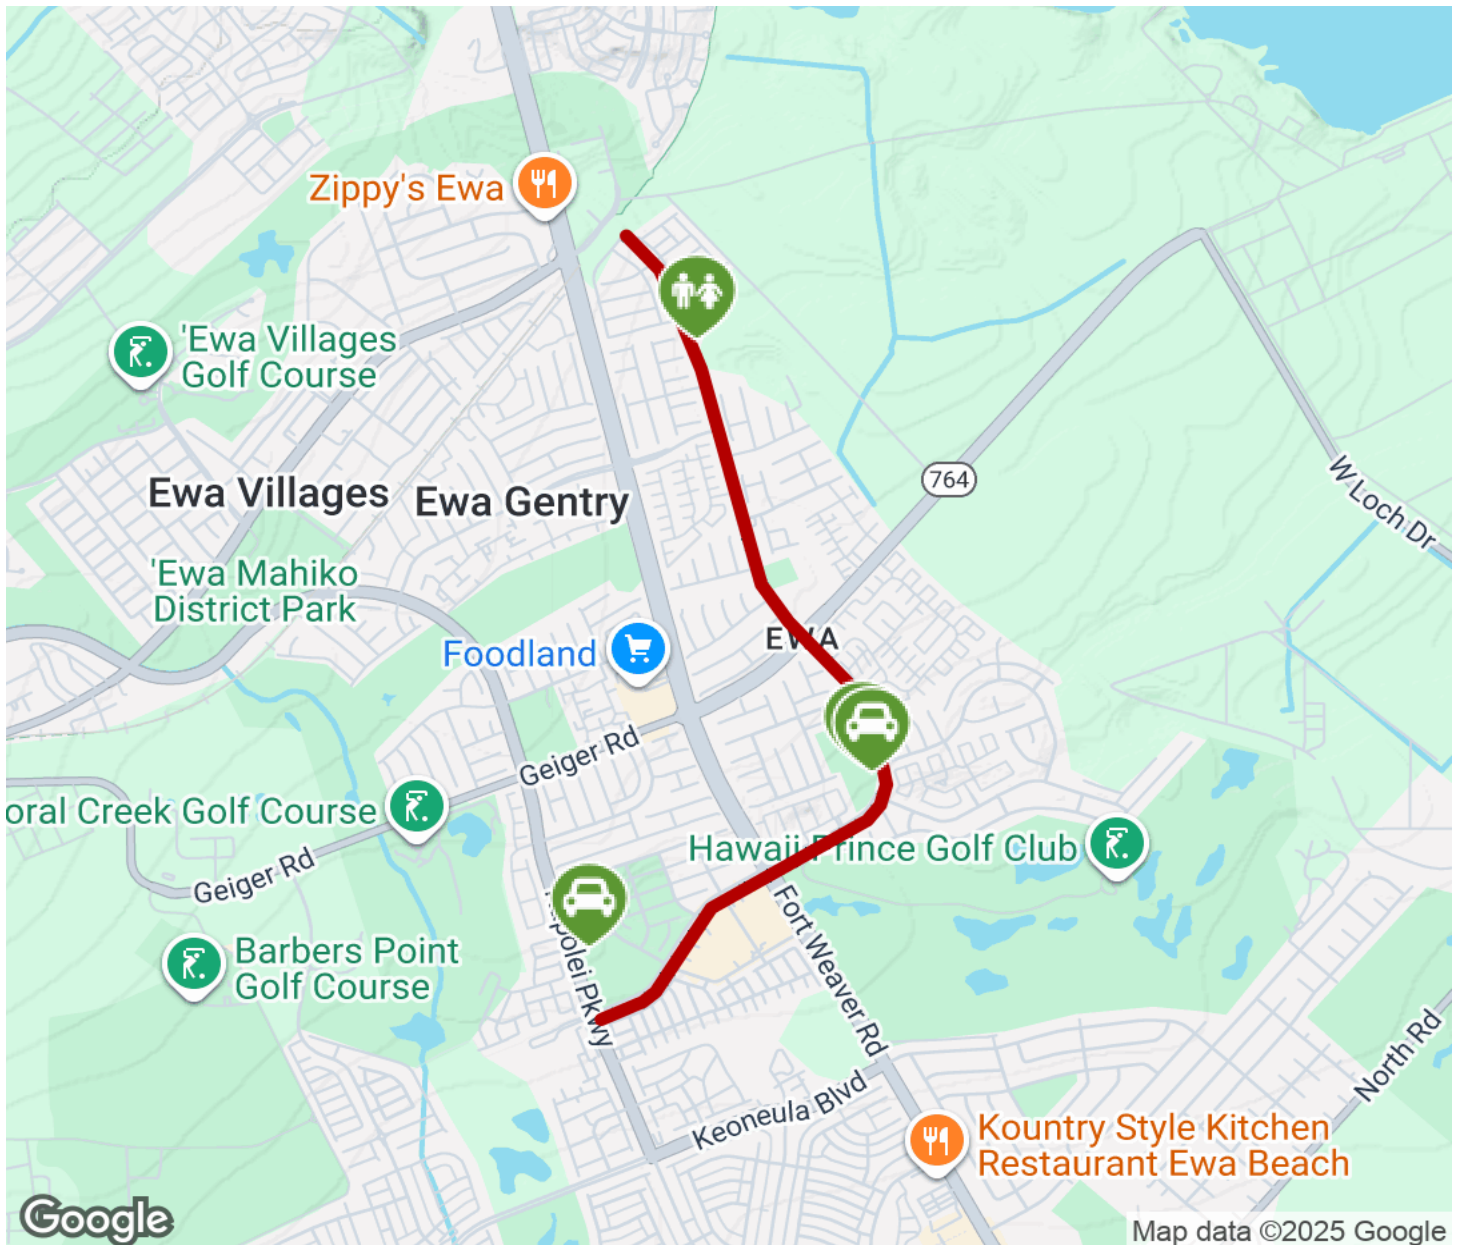 Zippy's Ewa
'Ewa Villages
Golf Course
764
W Loch Dr
Ewa Villages
Ewa Gentry
'Ewa Mahiko
District Park
EWA
Foodland
Geiger Rd
oral Creek Golf Course
Hawaii Prince Golf Club
Geiger Rd
Fort Weaver Rd
Barbers Point
Golf Course
North Rd
Keoneula Blvd
Kountry Style Kitchen
Restaurant Ewa Beach
Google
Map data ©2025 Google